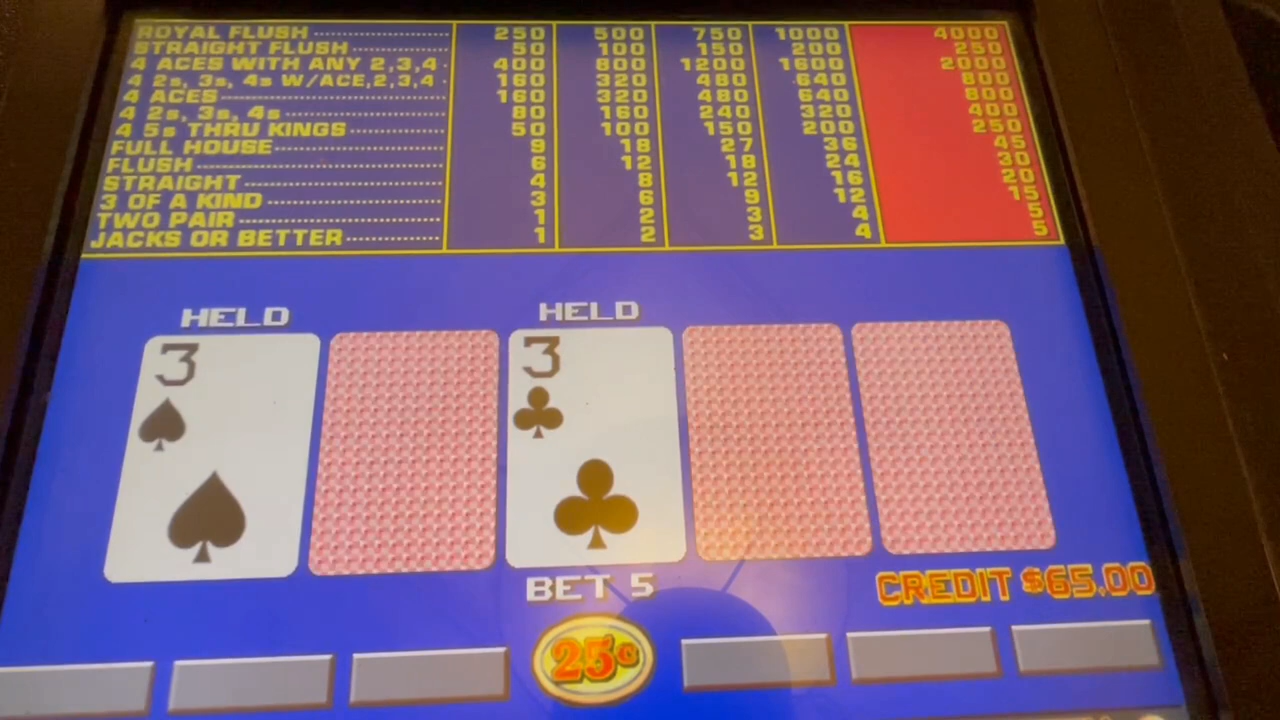 ROYAL FLUSH 250 500 750 1000 4000
STRAIGHT FLUSH 50 100 150 200 250
4 ACES WITH ANY 2,3,4 400 800 1200 1600 2000
4 2s, 3s, 4s W/ACE,2,3,4 160 320 480 640 800
4 ACES 160 320 480 640 800
4 2s, 3s, 4s 80 160 240 320 400
4 5s THRU KINGS 50 100 150 200 250
FULL HOUSE 9 18 27 36 45
FLUSH 6 12 18 24 30
STRAIGHT 4 8 12 16 20
3 OF A KIND 3 6 9 12 15
TWO PAIR 1 2 3 4 5
JACKS OR BETTER 1 2 3 4 5
HELD HELD
3 3
BET 5 CREDIT $65.00
25¢